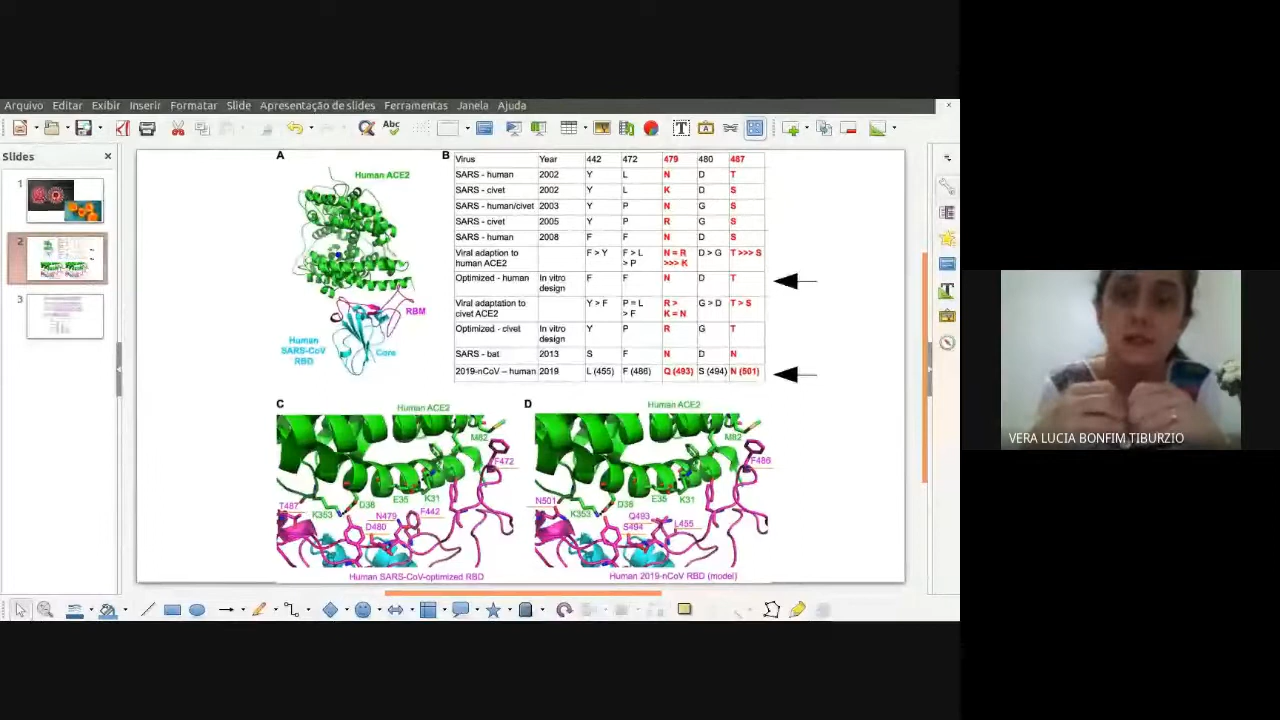 Arquivo Editar Exibir Inserir Formatar Slide Apresentação de slides Ferramentas Janela Ajuda
Abc
Slides
1
2
3
A
Human ACE2
RBM
Human
SARS-CoV
RBD
Core
B
Virus Year 442 472 479 480 487
SARS - human 2002 Y L N D T
SARS - civet 2002 Y L K D S
SARS - human/civet 2003 Y P N G S
SARS - civet 2005 Y P R G S
SARS - human 2008 F F N D S
Viral adaption to F > Y F > L N = R D > G T >>> S
human ACE2 > P >>> K
Optimized - human In vitro F F N D T
design
Viral adaptation to Y > F P = L R > G > D T > S
civet ACE2 > F K = N
Optimized - civet In vitro Y P R G T
design
SARS - bat 2013 S F N D N
2019-nCoV – human 2019 L (455) F (486) Q (493) S (494) N (501)
C
Human ACE2
M82
F472
E35
K31
D38
T487
K353
N479
F442
D480
Human SARS-CoV-optimized RBD
D
Human ACE2
M82
F486
E35
K31
D38
N501
K353
Q493
S494
L455
Human 2019-nCoV RBD (model)
VERA LUCIA BONFIM TIBURZIO